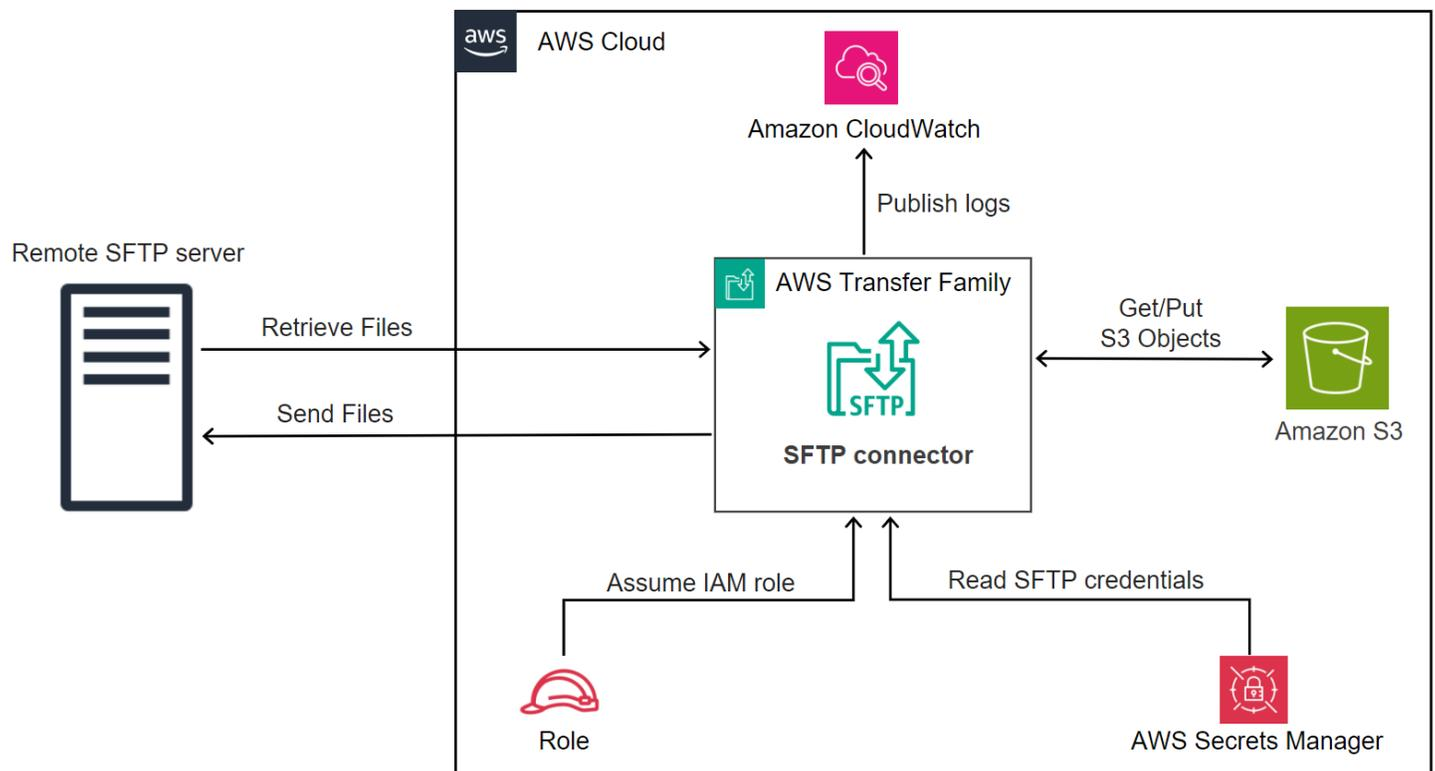 aws
AWS Cloud
Amazon CloudWatch
Publish logs
Remote SFTP server
AWS Transfer Family
Retrieve Files
Get/Put
S3 Objects
SFTP
Send Files
Amazon S3
SFTP connector
Assume IAM role
Read SFTP credentials
Role
AWS Secrets Manager